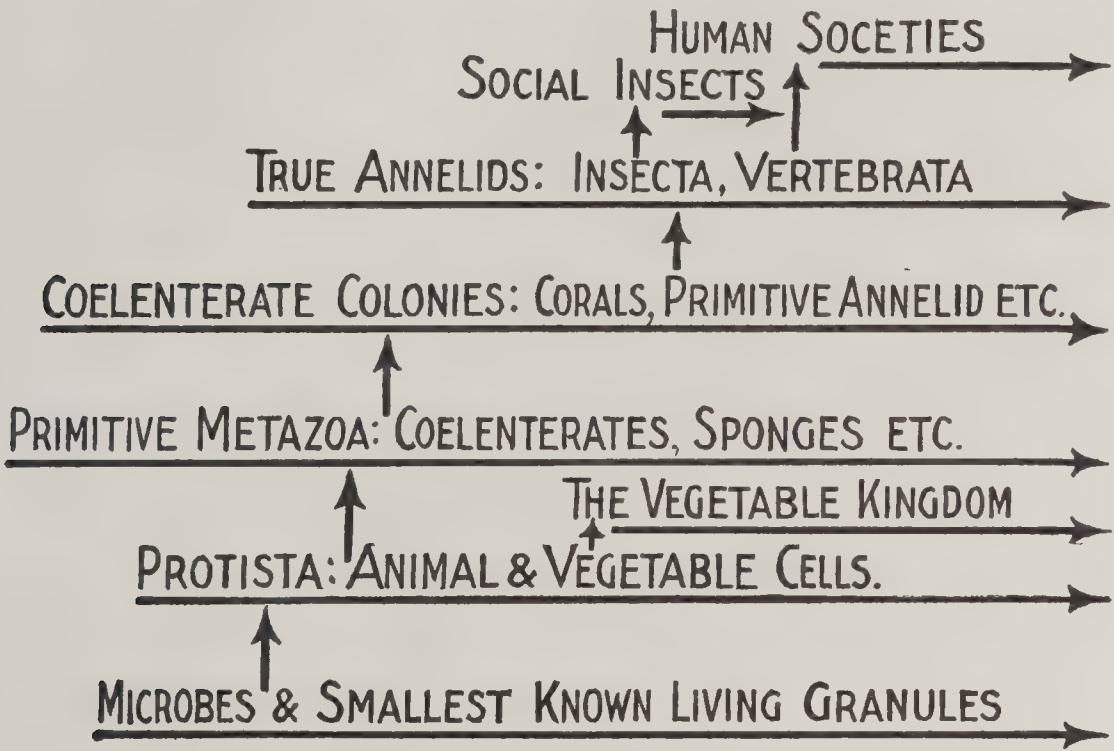 HUMAN SOCETIES
SOCIAL INSECTS
TRUE ANNELIDS: INSECTA, VERTEBRATA
COELENTERATE COLONIES: CORALS, PRIMITIVE ANNELID ETC.
PRIMITIVE METAZOA: COELENTERATES, SPONGES ETC.
THE VEGETABLE KINGDOM
PROTISTA: ANIMAL & VEGETABLE CELLS.
MICROBES & SMALLEST KNOWN LIVING GRANULES